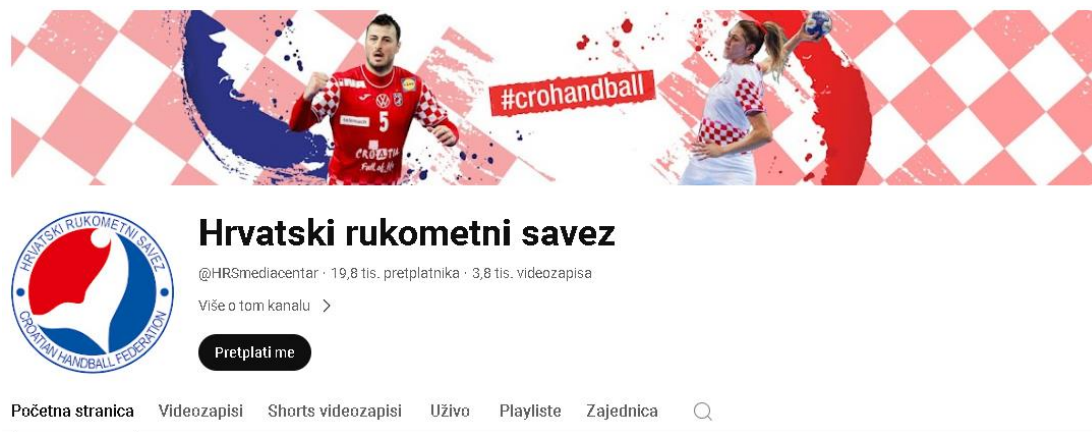 #crohandball
5
CROATIA
HRVATSKI RUKOMETNI SAVEZ
CROATIAN HANDBALL FEDERATION
Hrvatski rukometni savez
@HRSmediacentar · 19,8 tis. pretplatnika · 3,8 tis. videozapisa
Više o tom kanalu >
Pretplati me
Početna stranica Videozapisi Shorts videozapisi Uživo Playliste Zajednica